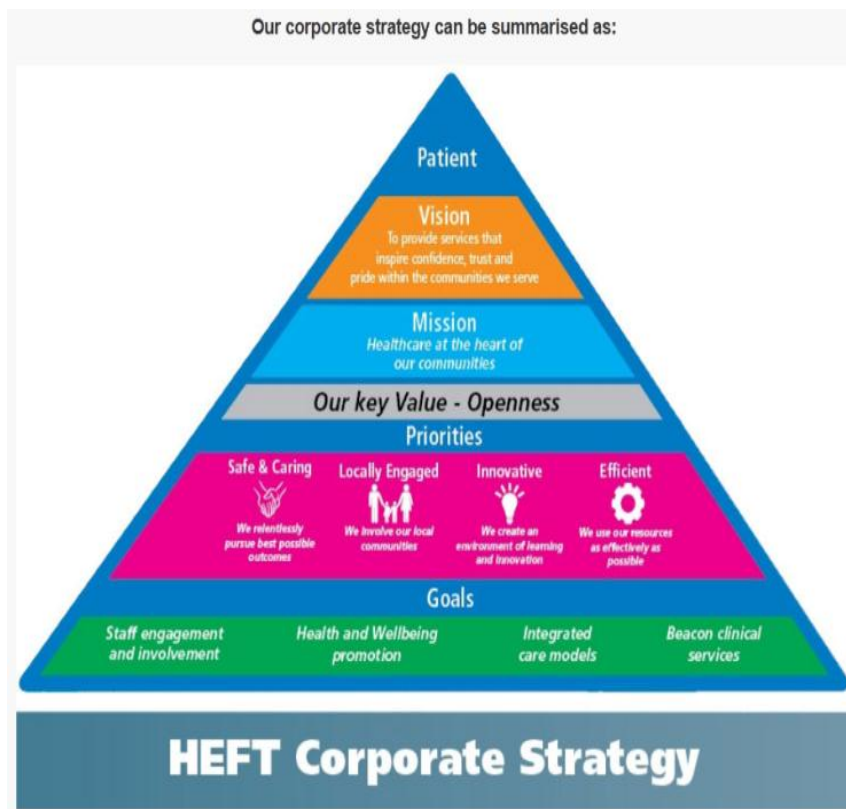 Our corporate strategy can be summarised as:
Patient
Vision
To provide services that
inspire confidence, trust and
pride within the communities we serve
Mission
Healthcare at the heart of
our communities
Our key Value - Openness
Priorities
Safe & Caring
We relentlessly
pursue best possible
outcomes
Locally Engaged
We involve our local
communities
Innovative
We create an
environment of learning
and innovation
Efficient
We use our resources
as effectively as
possible
Goals
Staff engagement
and involvement
Health and Wellbeing
promotion
Integrated
care models
Beacon clinical
services
HEFT Corporate Strategy